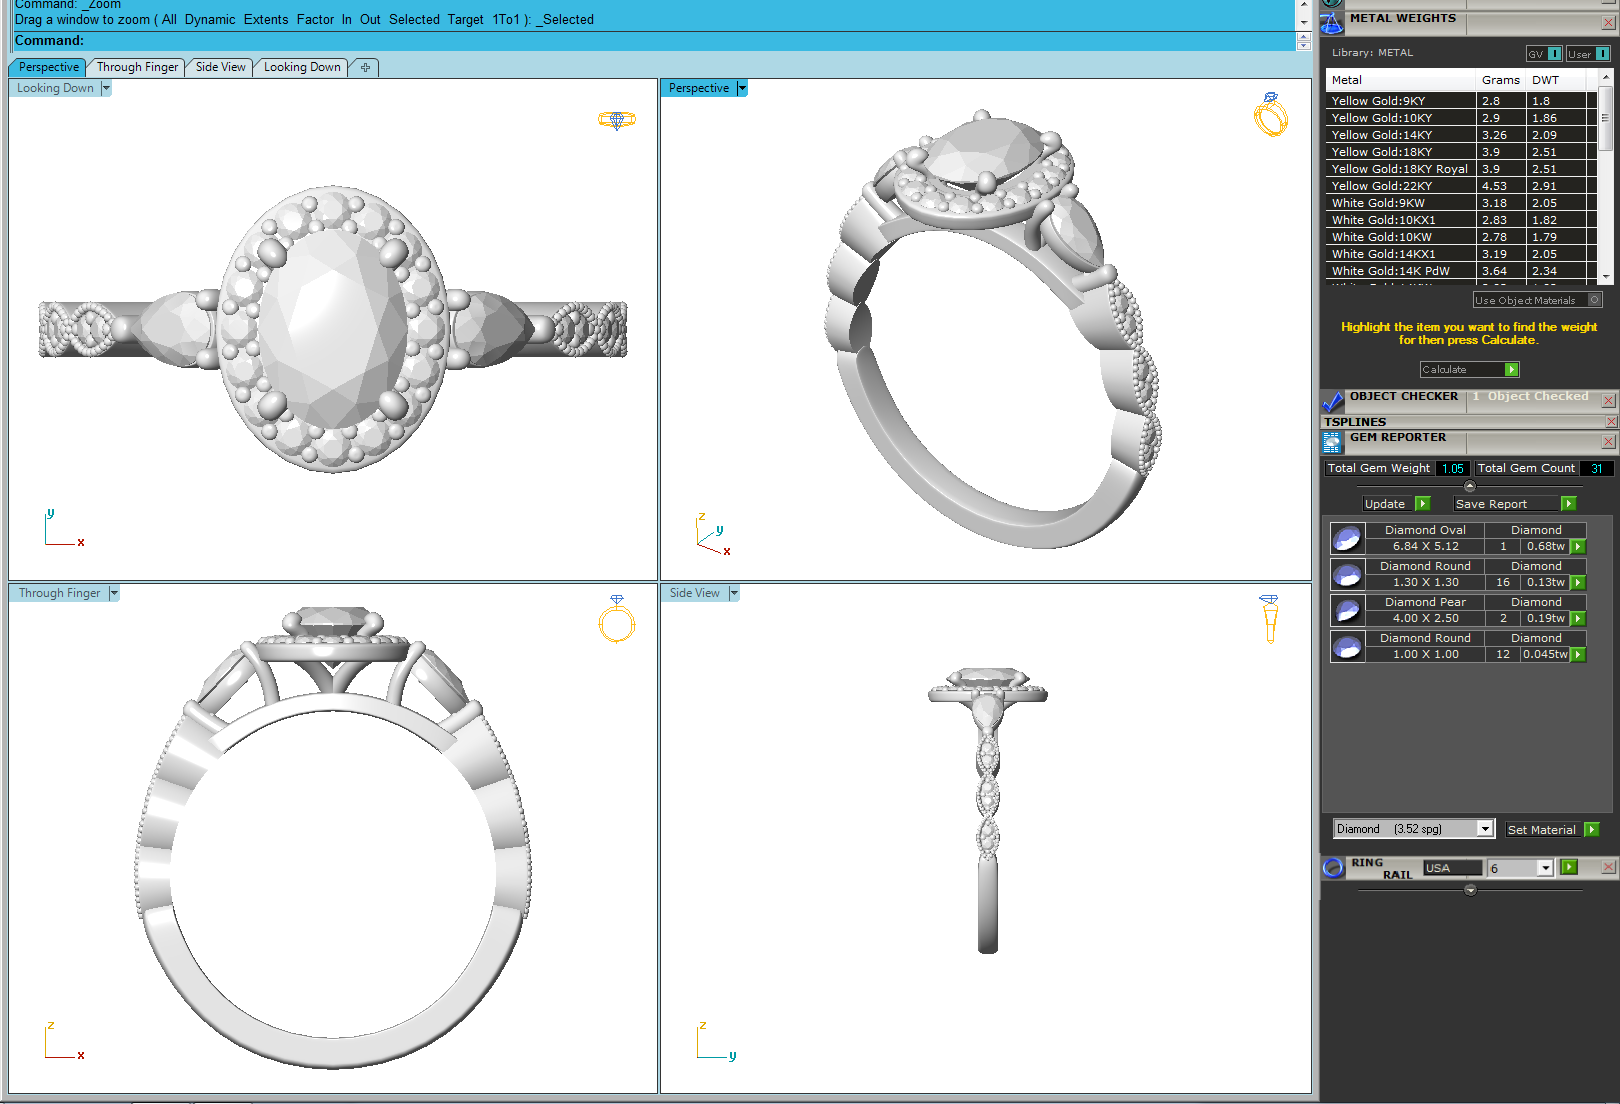 Command: _Zoom
Drag a window to zoom ( All  Dynamic  Extents  Factor  In  Out  Selected  Target  1To1 ): _Selected
Command:
Perspective
Through Finger
Side View
Looking Down
Looking Down
Perspective
y
x
z
y
x
Through Finger
Side View
z
x
z
y
METAL WEIGHTS
Library: METAL
GV
User
Metal Grams DWT
Yellow Gold:9KY 2.8 1.8
Yellow Gold:10KY 2.9 1.86
Yellow Gold:14KY 3.26 2.09
Yellow Gold:18KY 3.9 2.51
Yellow Gold:18KY Royal 3.9 2.51
Yellow Gold:22KY 4.53 2.91
White Gold:9KW 3.18 2.05
White Gold:10KX1 2.83 1.82
White Gold:10KW 2.78 1.79
White Gold:14KX1 3.19 2.05
White Gold:14K PdW 3.64 2.34
Use Object Materials
Highlight the item you want to find the weight
for then press Calculate.
Calculate
OBJECT CHECKER 1 Object Checked
TSPLINES
GEM REPORTER
Total Gem Weight 1.05 Total Gem Count 31
Update Save Report
Diamond Oval Diamond
6.84 X 5.12 1 0.68tw
Diamond Round Diamond
1.30 X 1.30 16 0.13tw
Diamond Pear Diamond
4.00 X 2.50 2 0.19tw
Diamond Round Diamond
1.00 X 1.00 12 0.045tw
Diamond (3.52 spg) Set Material
RING
RAIL USA 6